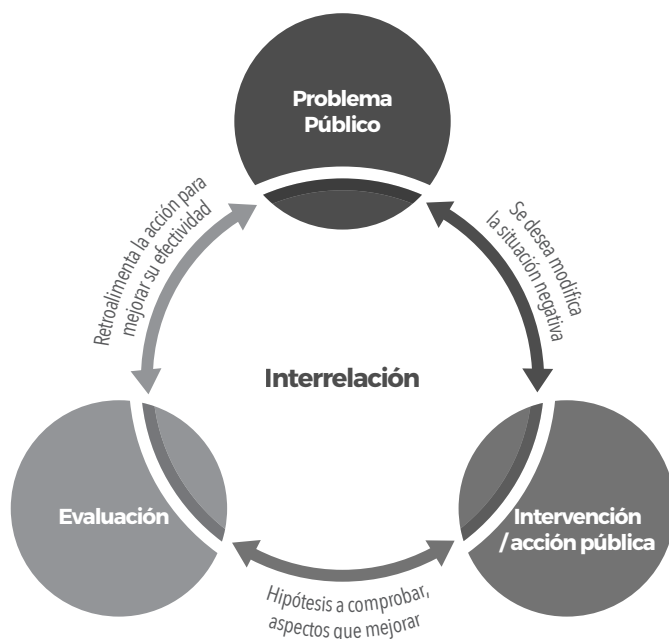 Problema
Público
Retroalimenta la acción para
mejorar su efectividad
Se desea modifica
la situación negativa
Interrelación
Evaluación
Intervención
/ acción pública
Hipótesis a comprobar,
aspectos que mejorar